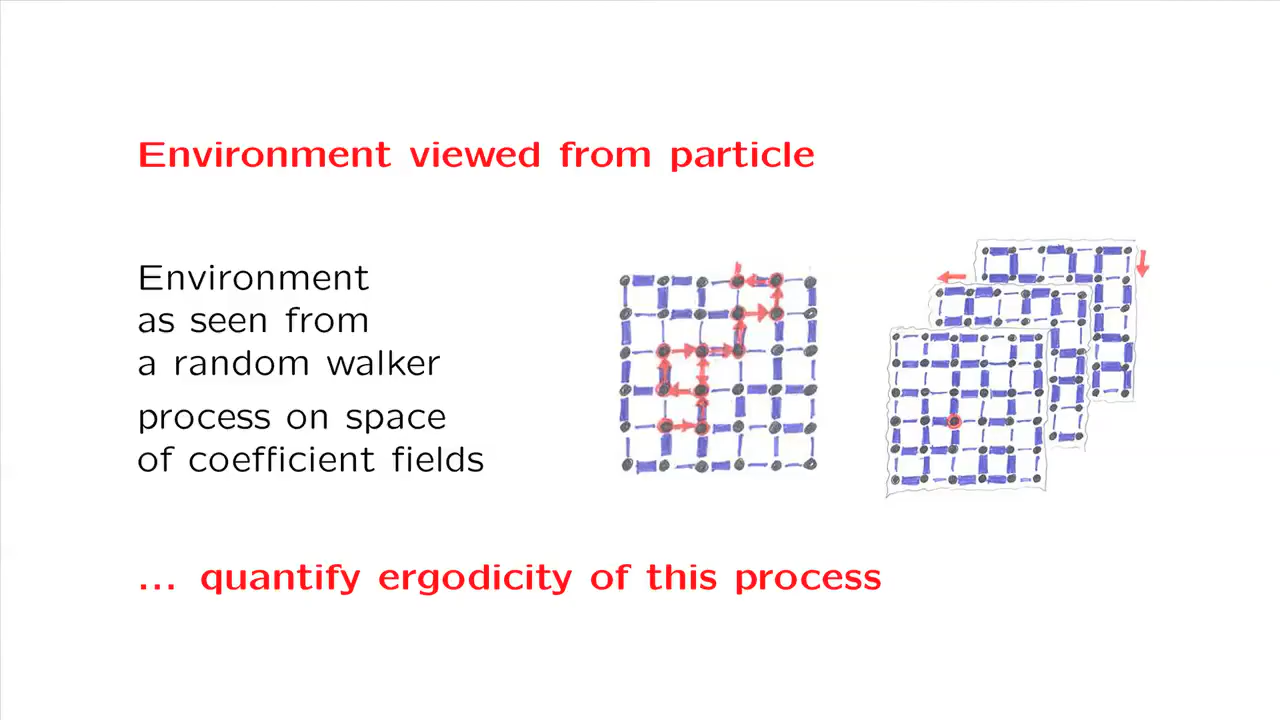 Environment viewed from particle
Environment
as seen from
a random walker
process on space
of coefficient fields
... quantify ergodicity of this process